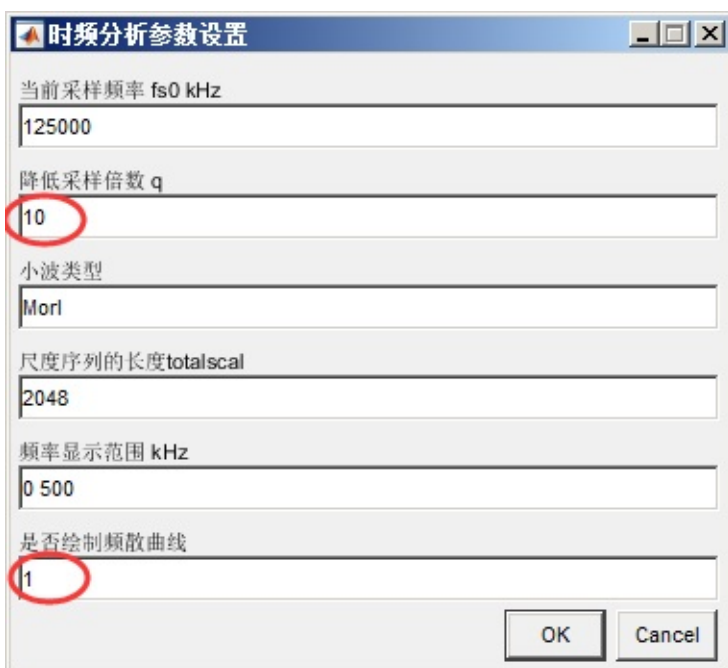 时频分析参数设置
当前采样频率 fs0 kHz
125000
降低采样倍数 q
10
小波类型
Morl
尺度序列的长度totalscal
2048
频率显示范围 kHz
0 500
是否绘制频散曲线
1
OK
Cancel